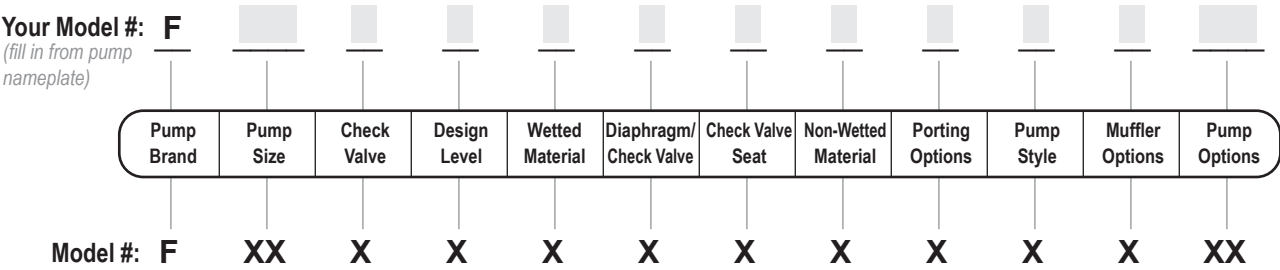 Your Model #: F
(fill in from pump
nameplate)
Pump Pump Check Design Wetted Diaphragm/ Check Valve Non-Wetted Porting Pump Muffler Pump
Brand Size Valve Level Material Check Valve Seat Material Options Style Options Options
Model #: F XX X X X X X X X X X XX